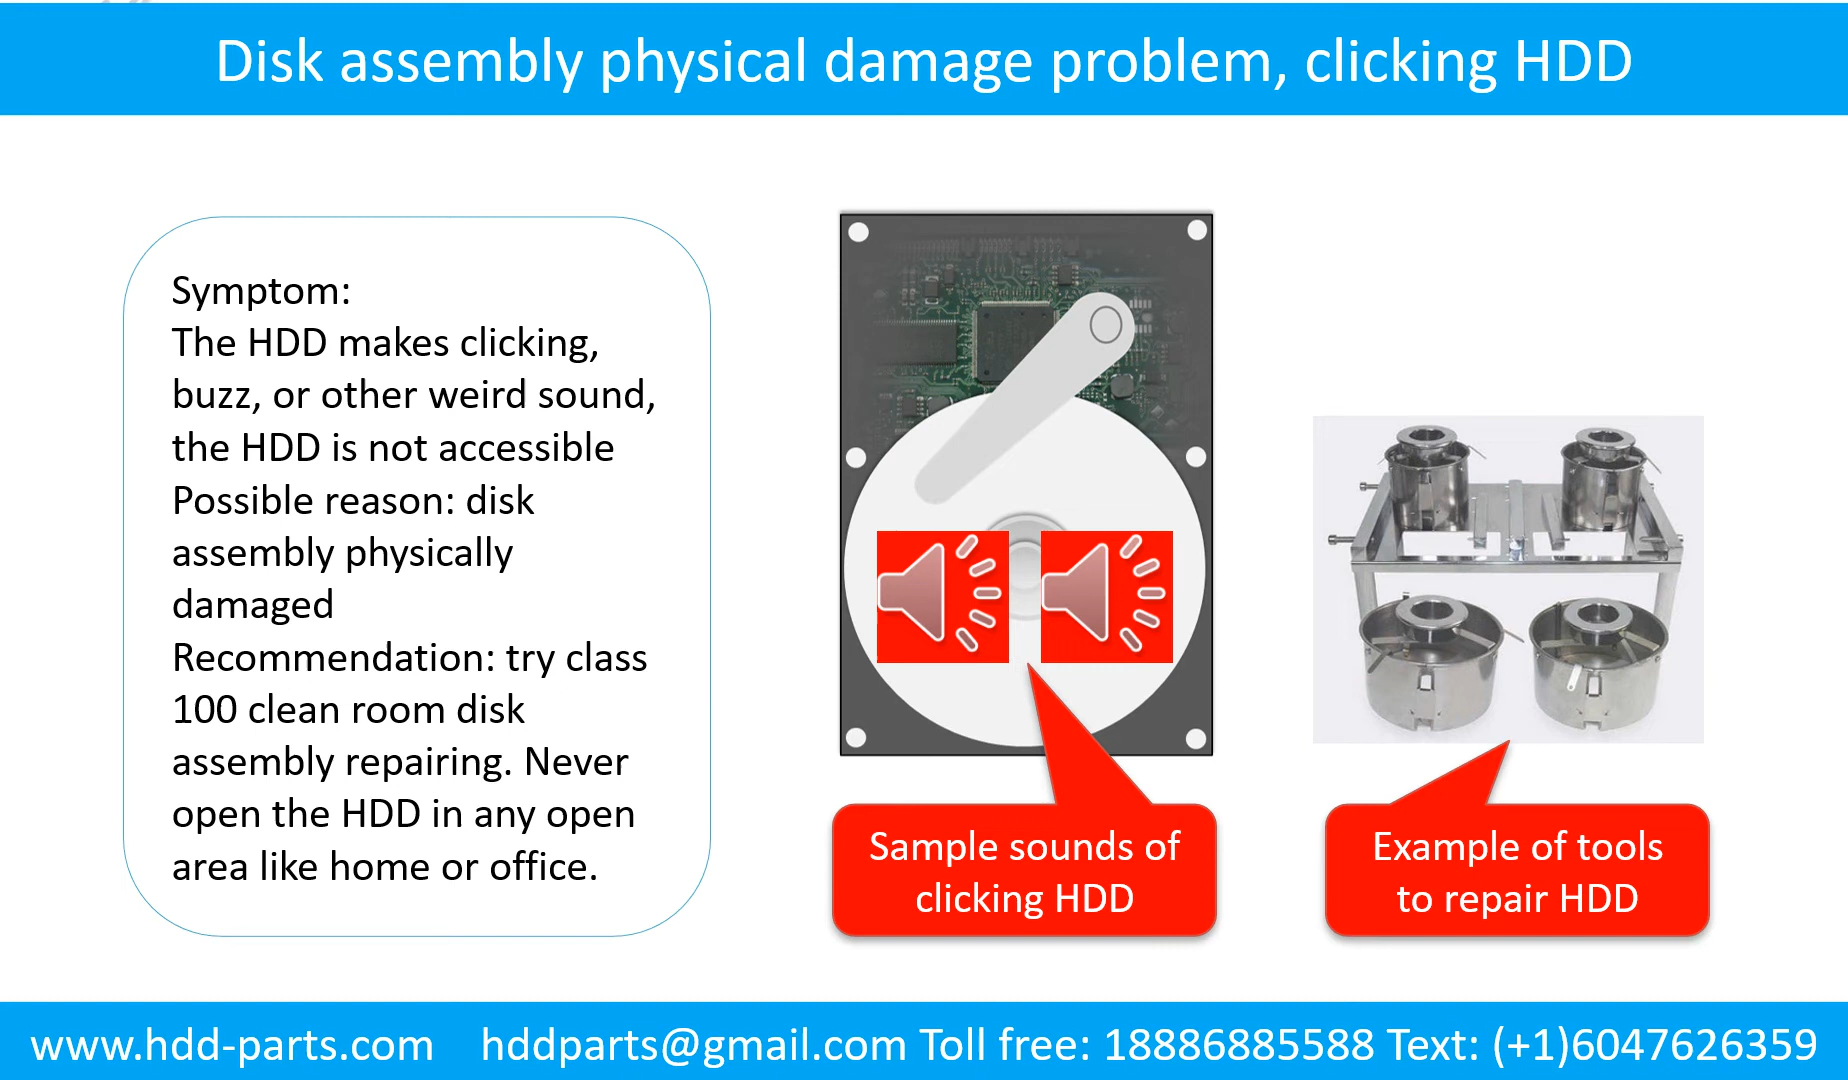 Disk assembly physical damage problem, clicking HDD
Symptom:
The HDD makes clicking,
buzz, or other weird sound,
the HDD is not accessible
Possible reason: disk
assembly physically
damaged
Recommendation: try class
100 clean room disk
assembly repairing. Never
open the HDD in any open
area like home or office.
Sample sounds of
clicking HDD
Example of tools
to repair HDD
www.hdd-parts.com hddparts@gmail.com Toll free: 18886885588 Text: (+1)6047626359